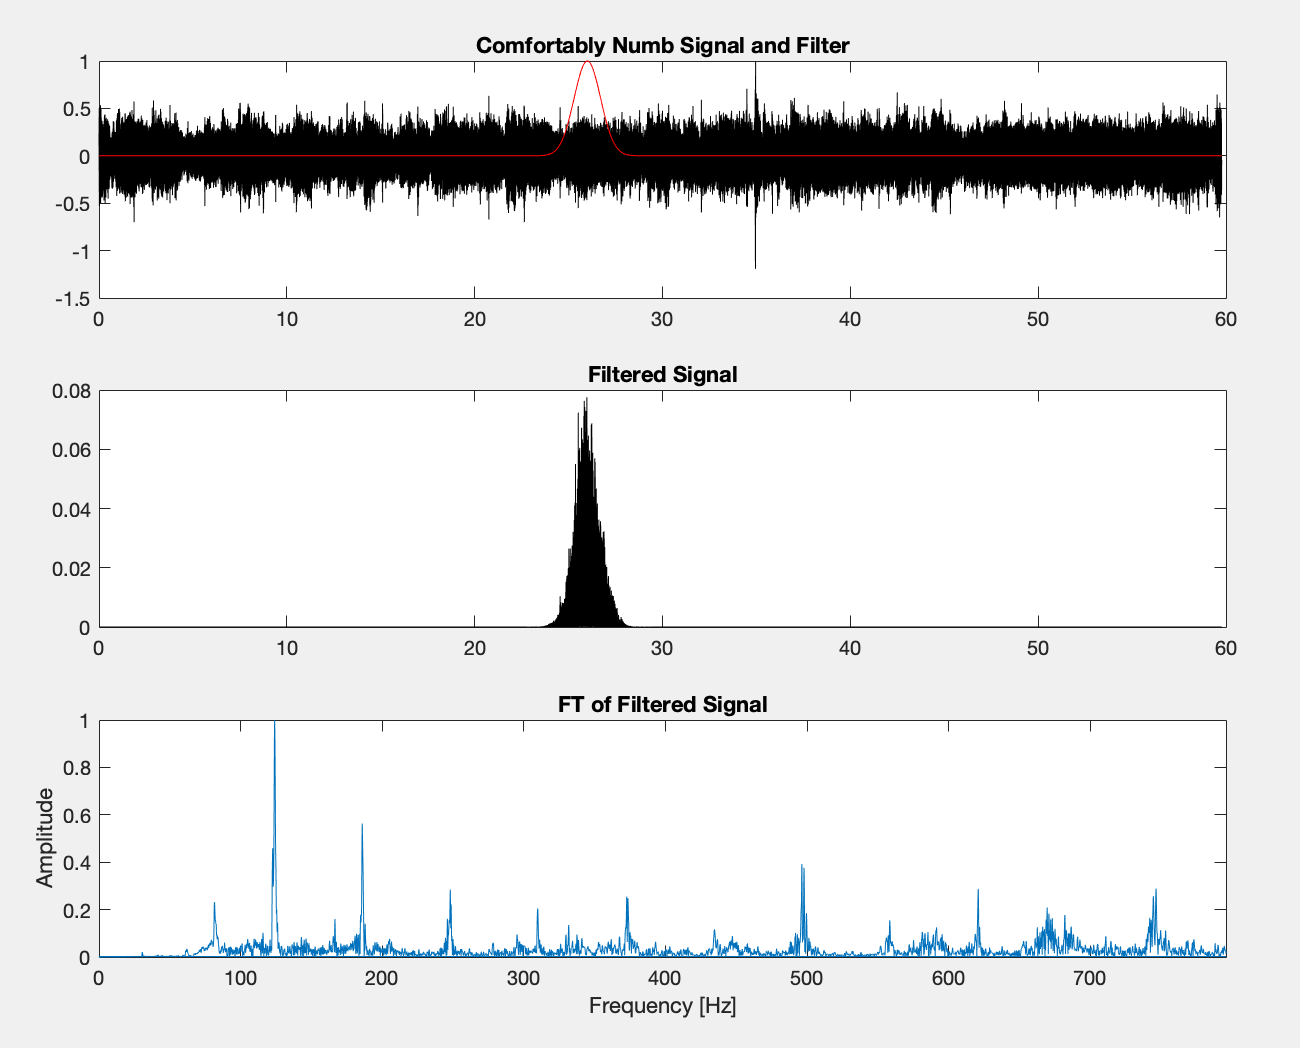 Comfortably Numb Signal and Filter
1
0.5
0
-0.5
-1
-1.5
0 10 20 30 40 50 60
Filtered Signal
0.08
0.06
0.04
0.02
0
0 10 20 30 40 50 60
FT of Filtered Signal
1
0.8
0.6
0.4
0.2
0
Amplitude
0 100 200 300 400 500 600 700
Frequency [Hz]